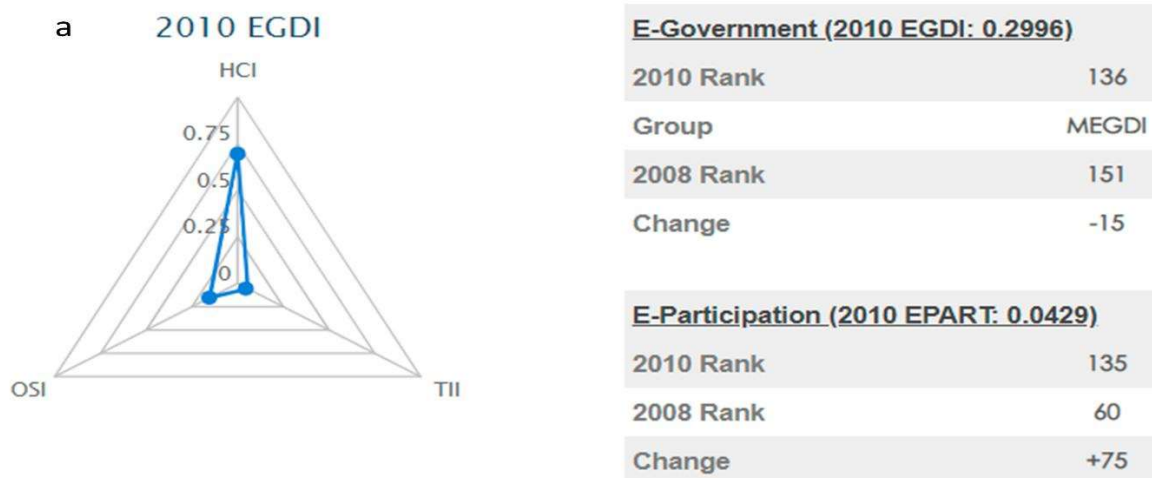 a
2010 EGDI
HCI
0.75
0.5
0.25
0
OSI
TII
E-Government (2010 EGDI: 0.2996)
2010 Rank 136
Group MEGDI
2008 Rank 151
Change -15
E-Participation (2010 EPART: 0.0429)
2010 Rank 135
2008 Rank 60
Change +75